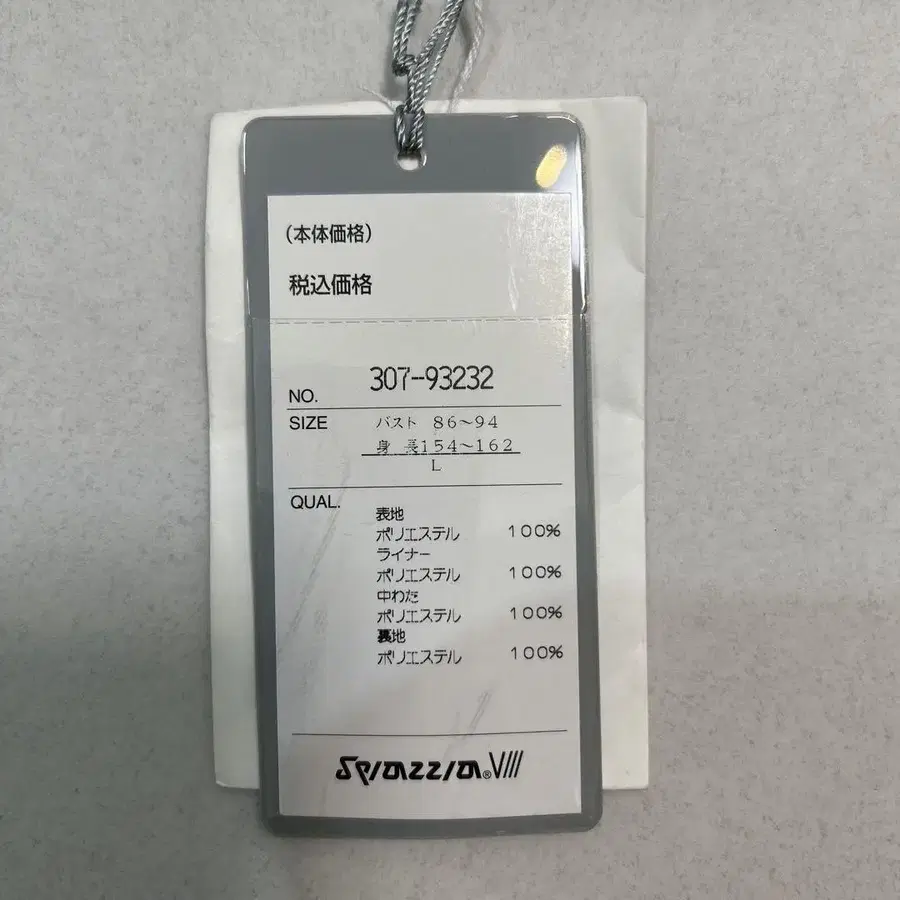 (本体価格)
税込価格
NO. 307-93232
SIZE バスト 86~94
身 長154~162
L
QUAL.
表地
ポリエステル 100%
ライナー
ポリエステル 100%
中わた
ポリエステル 100%
裏地
ポリエステル 100%
Spiazzia®VIII